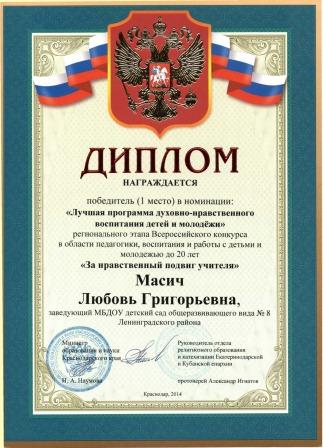 ДИПЛОМ
НАГРАЖДАЕТСЯ
победитель (1 место) в номинации:
«Лучшая программа духовно-нравственного
воспитания детей и молодёжи»
регионального этапа Всероссийского конкурса
в области педагогики, воспитания и работы с детьми и
молодежью до 20 лет
«За нравственный подвиг учителя»
Масич
Любовь Григорьевна,
заведующий МБДОУ детский сад общеразвивающего вида № 8
Ленинградского района
Министр
образования и науки
Краснодарского края
Н. А. Наумова
Руководитель отдела
религиозного образования
и катехизации Екатеринодарской
и Кубанской епархии
протоиерей Александр Игнатов
Краснодар, 2014